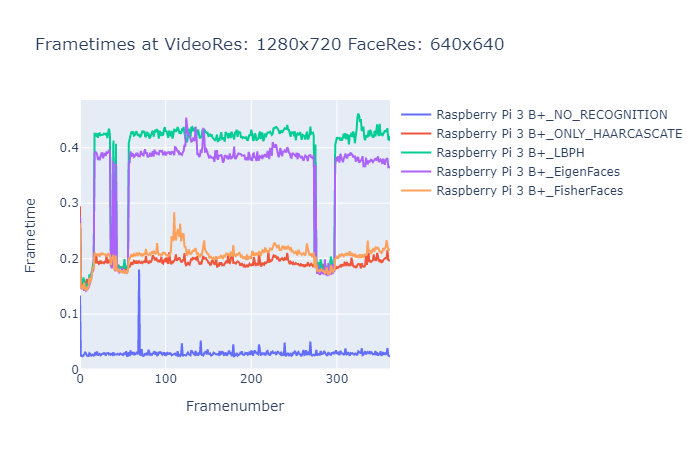 Frametimes at VideoRes: 1280x720 FaceRes: 640x640
Raspberry Pi 3 B+_NO_RECOGNITION
Raspberry Pi 3 B+_ONLY_HAARCASCATE
Raspberry Pi 3 B+_LBPH
Raspberry Pi 3 B+_EigenFaces
Raspberry Pi 3 B+_FisherFaces
Frametime
0.4
0.3
0.2
0.1
0
0 100 200 300
Framenumber